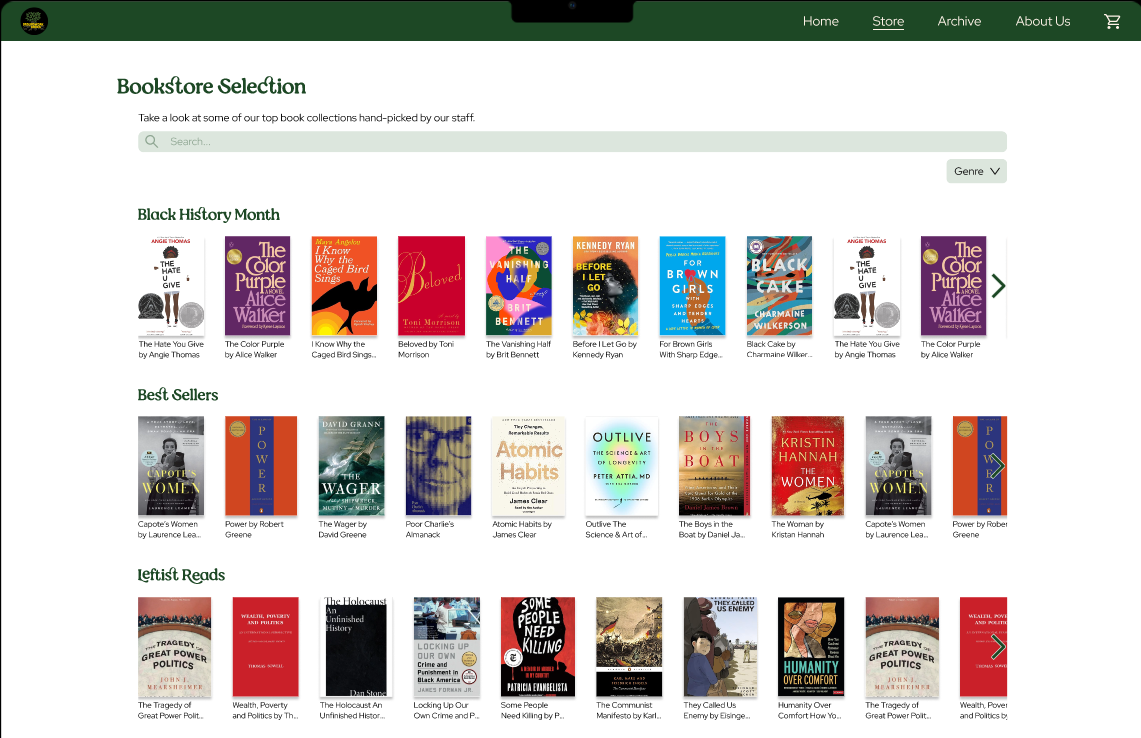 Home Store Archive About Us
Bookstore Selection
Take a look at some of our top book collections hand-picked by our staff.
Search...
Genre
Black History Month
ANGIE THOMAS
THE
HATE
U
GIVE
The
Color
Purple
A NOVEL
Alice
Walker
Maya Angelou
I Know
Why the
Caged Bird
Sings
Beloved
Toni Morrison
THE
VANISHING
HALF
BRIT
BENNETT
KENNEDY RYAN
BEFORE
I LET
GO
FOR
BROWN
GIRLS
WITH
SHARP EDGES
AND TENDER
HEARTS
BLACK
CAKE
CHARMAINE
WILKERSON
ANGIE THOMAS
THE
HATE
U
GIVE
The
Color
Purple
A NOVEL
Alice
Walker
The Hate You Give
by Angie Thomas
The Color Purple
by Alice Walker
I Know Why the
Caged Bird Sings...
Beloved by Toni
Morrison
The Vanishing Half
by Brit Bennett
Before I Let Go by
Kennedy Ryan
For Brown Girls
With Sharp Edge...
Black Cake by
Charmaine Wilker...
The Hate You Give
by Angie Thomas
The Color Purple
by Alice Walker
Best Sellers
CAPOTE'S
WOMEN
POWER
DAVID GRANN
THE
WAGER
Tiny Changes,
Remarkable Results
Atomic
Habits
James Clear
OUTLIVE
THE SCIENCE & ART
OF LONGEVITY
PETER ATTIA, MD
THE
BOYS
IN THE
BOAT
Daniel James Brown
KRISTIN
HANNAH
THE
WOMEN
CAPOTE'S
WOMEN
POWER
Capote's Women
by Laurence Lea...
Power by Robert
Greene
The Wager by
David Greene
Poor Charlie's
Almanack
Atomic Habits by
James Clear
Outlive The
Science & Art of...
The Boys in the
Boat by Daniel Ja...
The Woman by
Kristan Hannah
Capote's Women
by Laurence Lea...
Power by Rober
Greene
Leftist Reads
THE TRAGEDY OF
GREAT POWER
POLITICS
JOHN J.
MEARSHEIMER
WEALTH, POVERTY
AND POLITICS
THOMAS SOWELL
The Holocaust
An
Unfinished
History
Dan Stone
LOCKING UP
OUR OWN
Crime and
Punishment in
Black America
JAMES FORMAN JR.
SOME
PEOPLE
NEED
KILLING
PATRICIA EVANGELISTA
THEY CALLED
US ENEMY
HUMANITY
OVER COMFORT
THE TRAGEDY OF
GREAT POWER
POLITICS
JOHN J.
MEARSHEIMER
WEALTH, POV
AND POLITI
THOMAS SOWE
The Tragedy of
Great Power Polit...
Wealth, Poverty
and Politics by Th...
The Holocaust An
Unfinished Histor...
Locking Up Our
Own Crime and P...
Some People
Need Killing by P...
The Communist
Manifesto by Karl...
They Called Us
Enemy by Eisinge...
Humanity Over
Comfort How Yo...
The Tragedy of
Great Power Polit...
Wealth, Pover
and Politics by